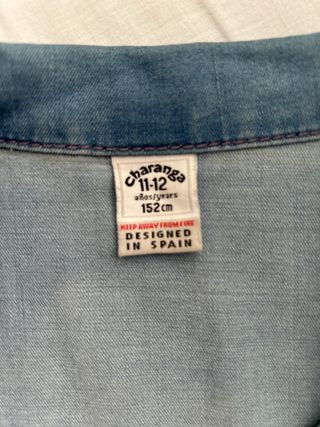 charanga
11-12
años/years
152cm
KEEP AWAY FROM FIRE
DESIGNED
IN SPAIN